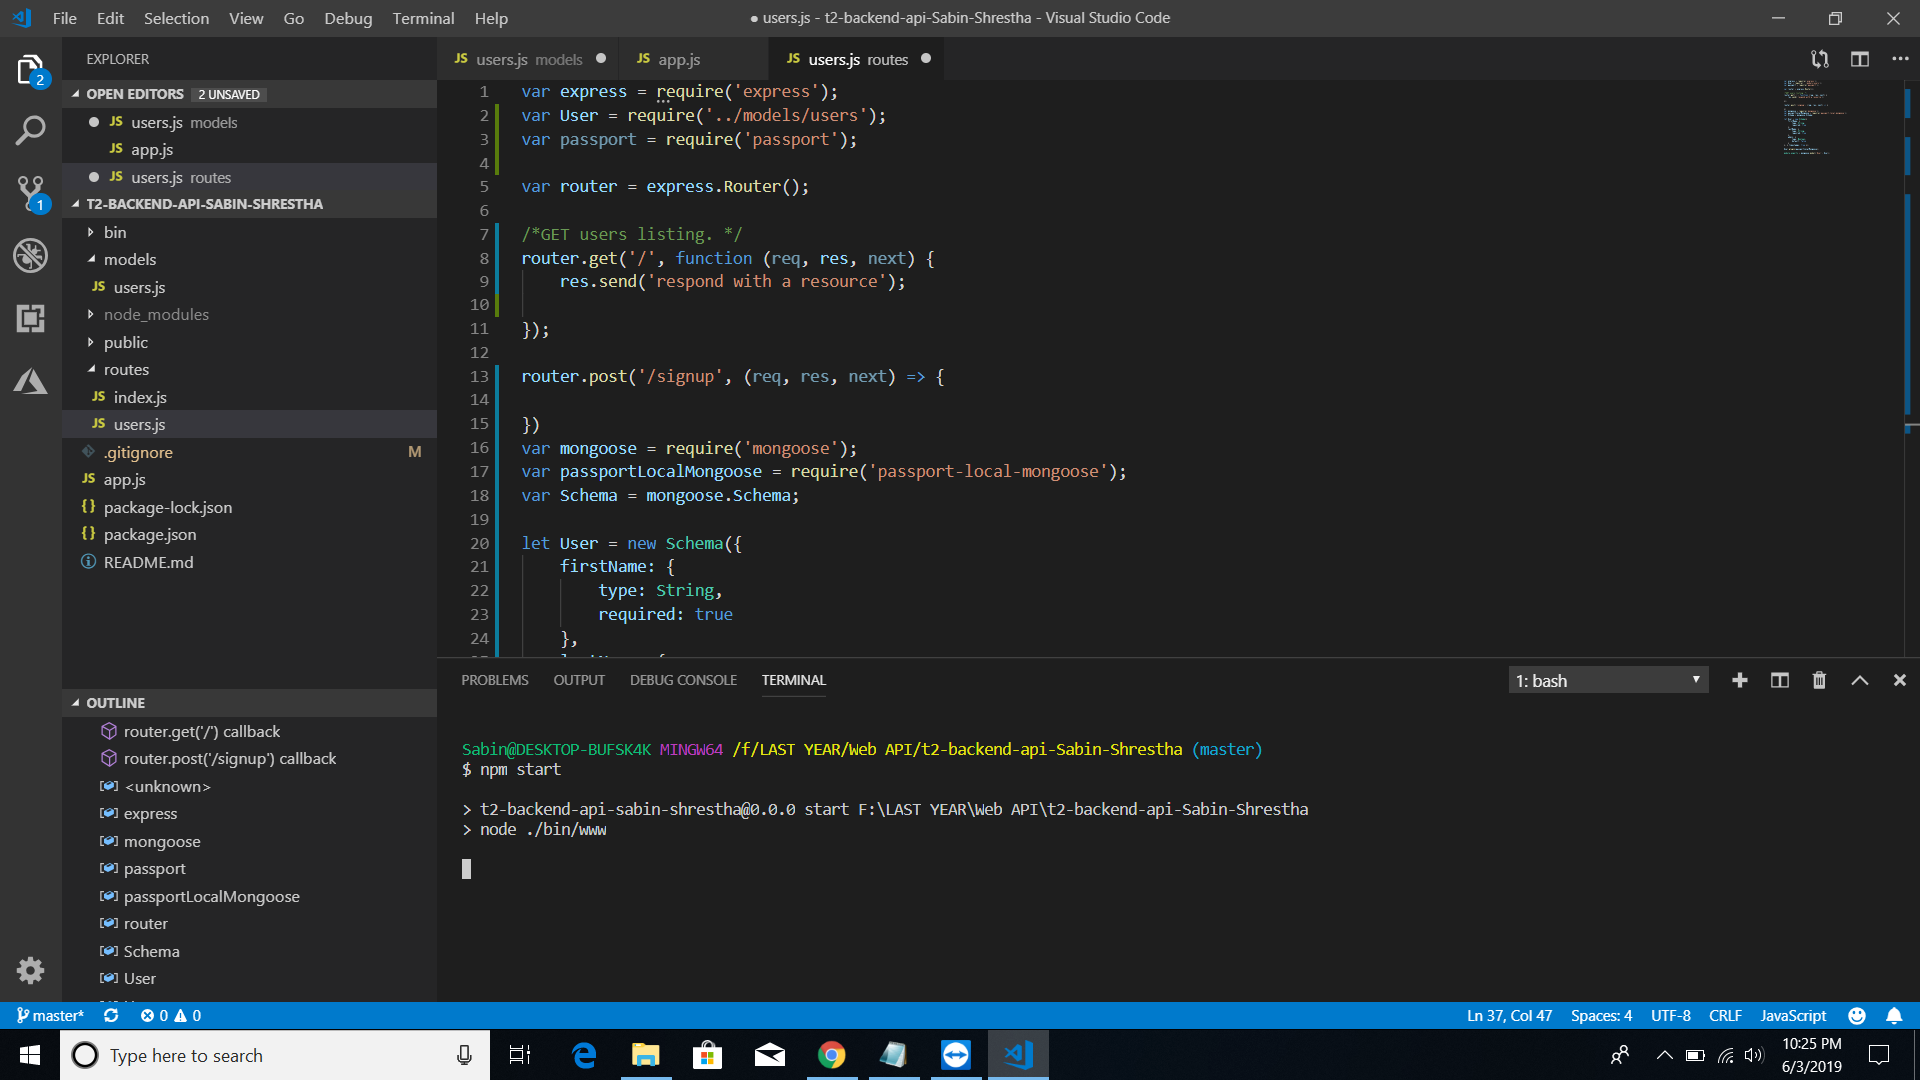 File Edit Selection View Go Debug Terminal Help
● users.js - t2-backend-api-Sabin-Shrestha - Visual Studio Code
EXPLORER
OPEN EDITORS 2 UNSAVED
JS users.js models
JS app.js
JS users.js routes
T2-BACKEND-API-SABIN-SHRESTHA
bin
models
JS users.js
node_modules
public
routes
JS index.js
JS users.js
.gitignore M
JS app.js
{} package-lock.json
{} package.json
README.md
OUTLINE
router.get('/') callback
router.post('/signup') callback
<unknown>
express
mongoose
passport
passportLocalMongoose
router
Schema
User
2
1
JS users.js models
JS app.js
JS users.js routes
1 var express = require('express');
2 var User = require('../models/users');
3 var passport = require('passport');
4
5 var router = express.Router();
6
7 /*GET users listing. */
8 router.get('/', function (req, res, next) {
9 res.send('respond with a resource');
10
11 });
12
13 router.post('/signup', (req, res, next) => {
14
15 })
16 var mongoose = require('mongoose');
17 var passportLocalMongoose = require('passport-local-mongoose');
18 var Schema = mongoose.Schema;
19
20 let User = new Schema({
21 firstName: {
22 type: String,
23 required: true
24 },
PROBLEMS OUTPUT DEBUG CONSOLE TERMINAL
1: bash
Sabin@DESKTOP-BUFSK4K MINGW64 /f/LAST YEAR/Web API/t2-backend-api-Sabin-Shrestha (master)
$ npm start
> t2-backend-api-sabin-shrestha@0.0.0 start F:\LAST YEAR\Web API\t2-backend-api-Sabin-Shrestha
> node ./bin/www
master* 0 0
Ln 37, Col 47 Spaces: 4 UTF-8 CRLF JavaScript
Type here to search
10:25 PM
6/3/2019